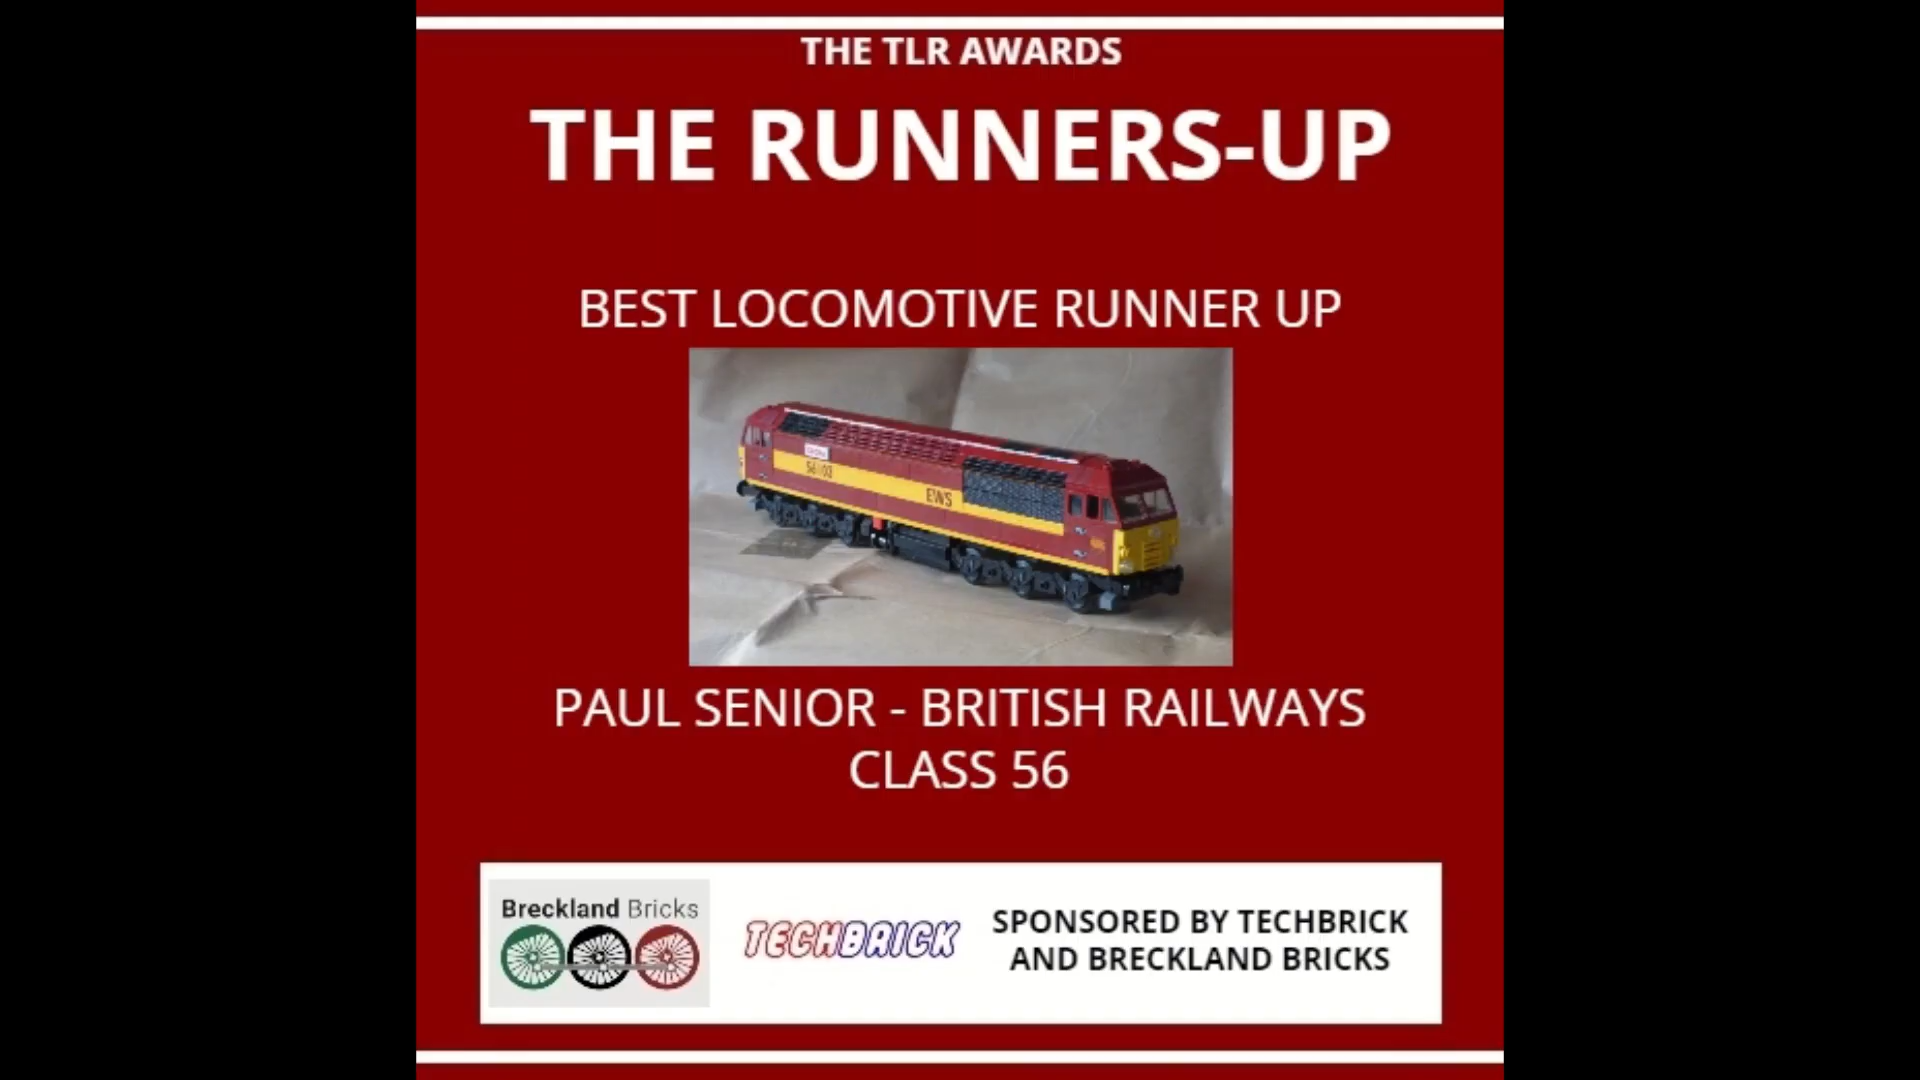 THE TLR AWARDS
THE RUNNERS-UP
BEST LOCOMOTIVE RUNNER UP
56103
EWS
PAUL SENIOR - BRITISH RAILWAYS
CLASS 56
Breckland Bricks
TECHBRICK
SPONSORED BY TECHBRICK
AND BRECKLAND BRICKS